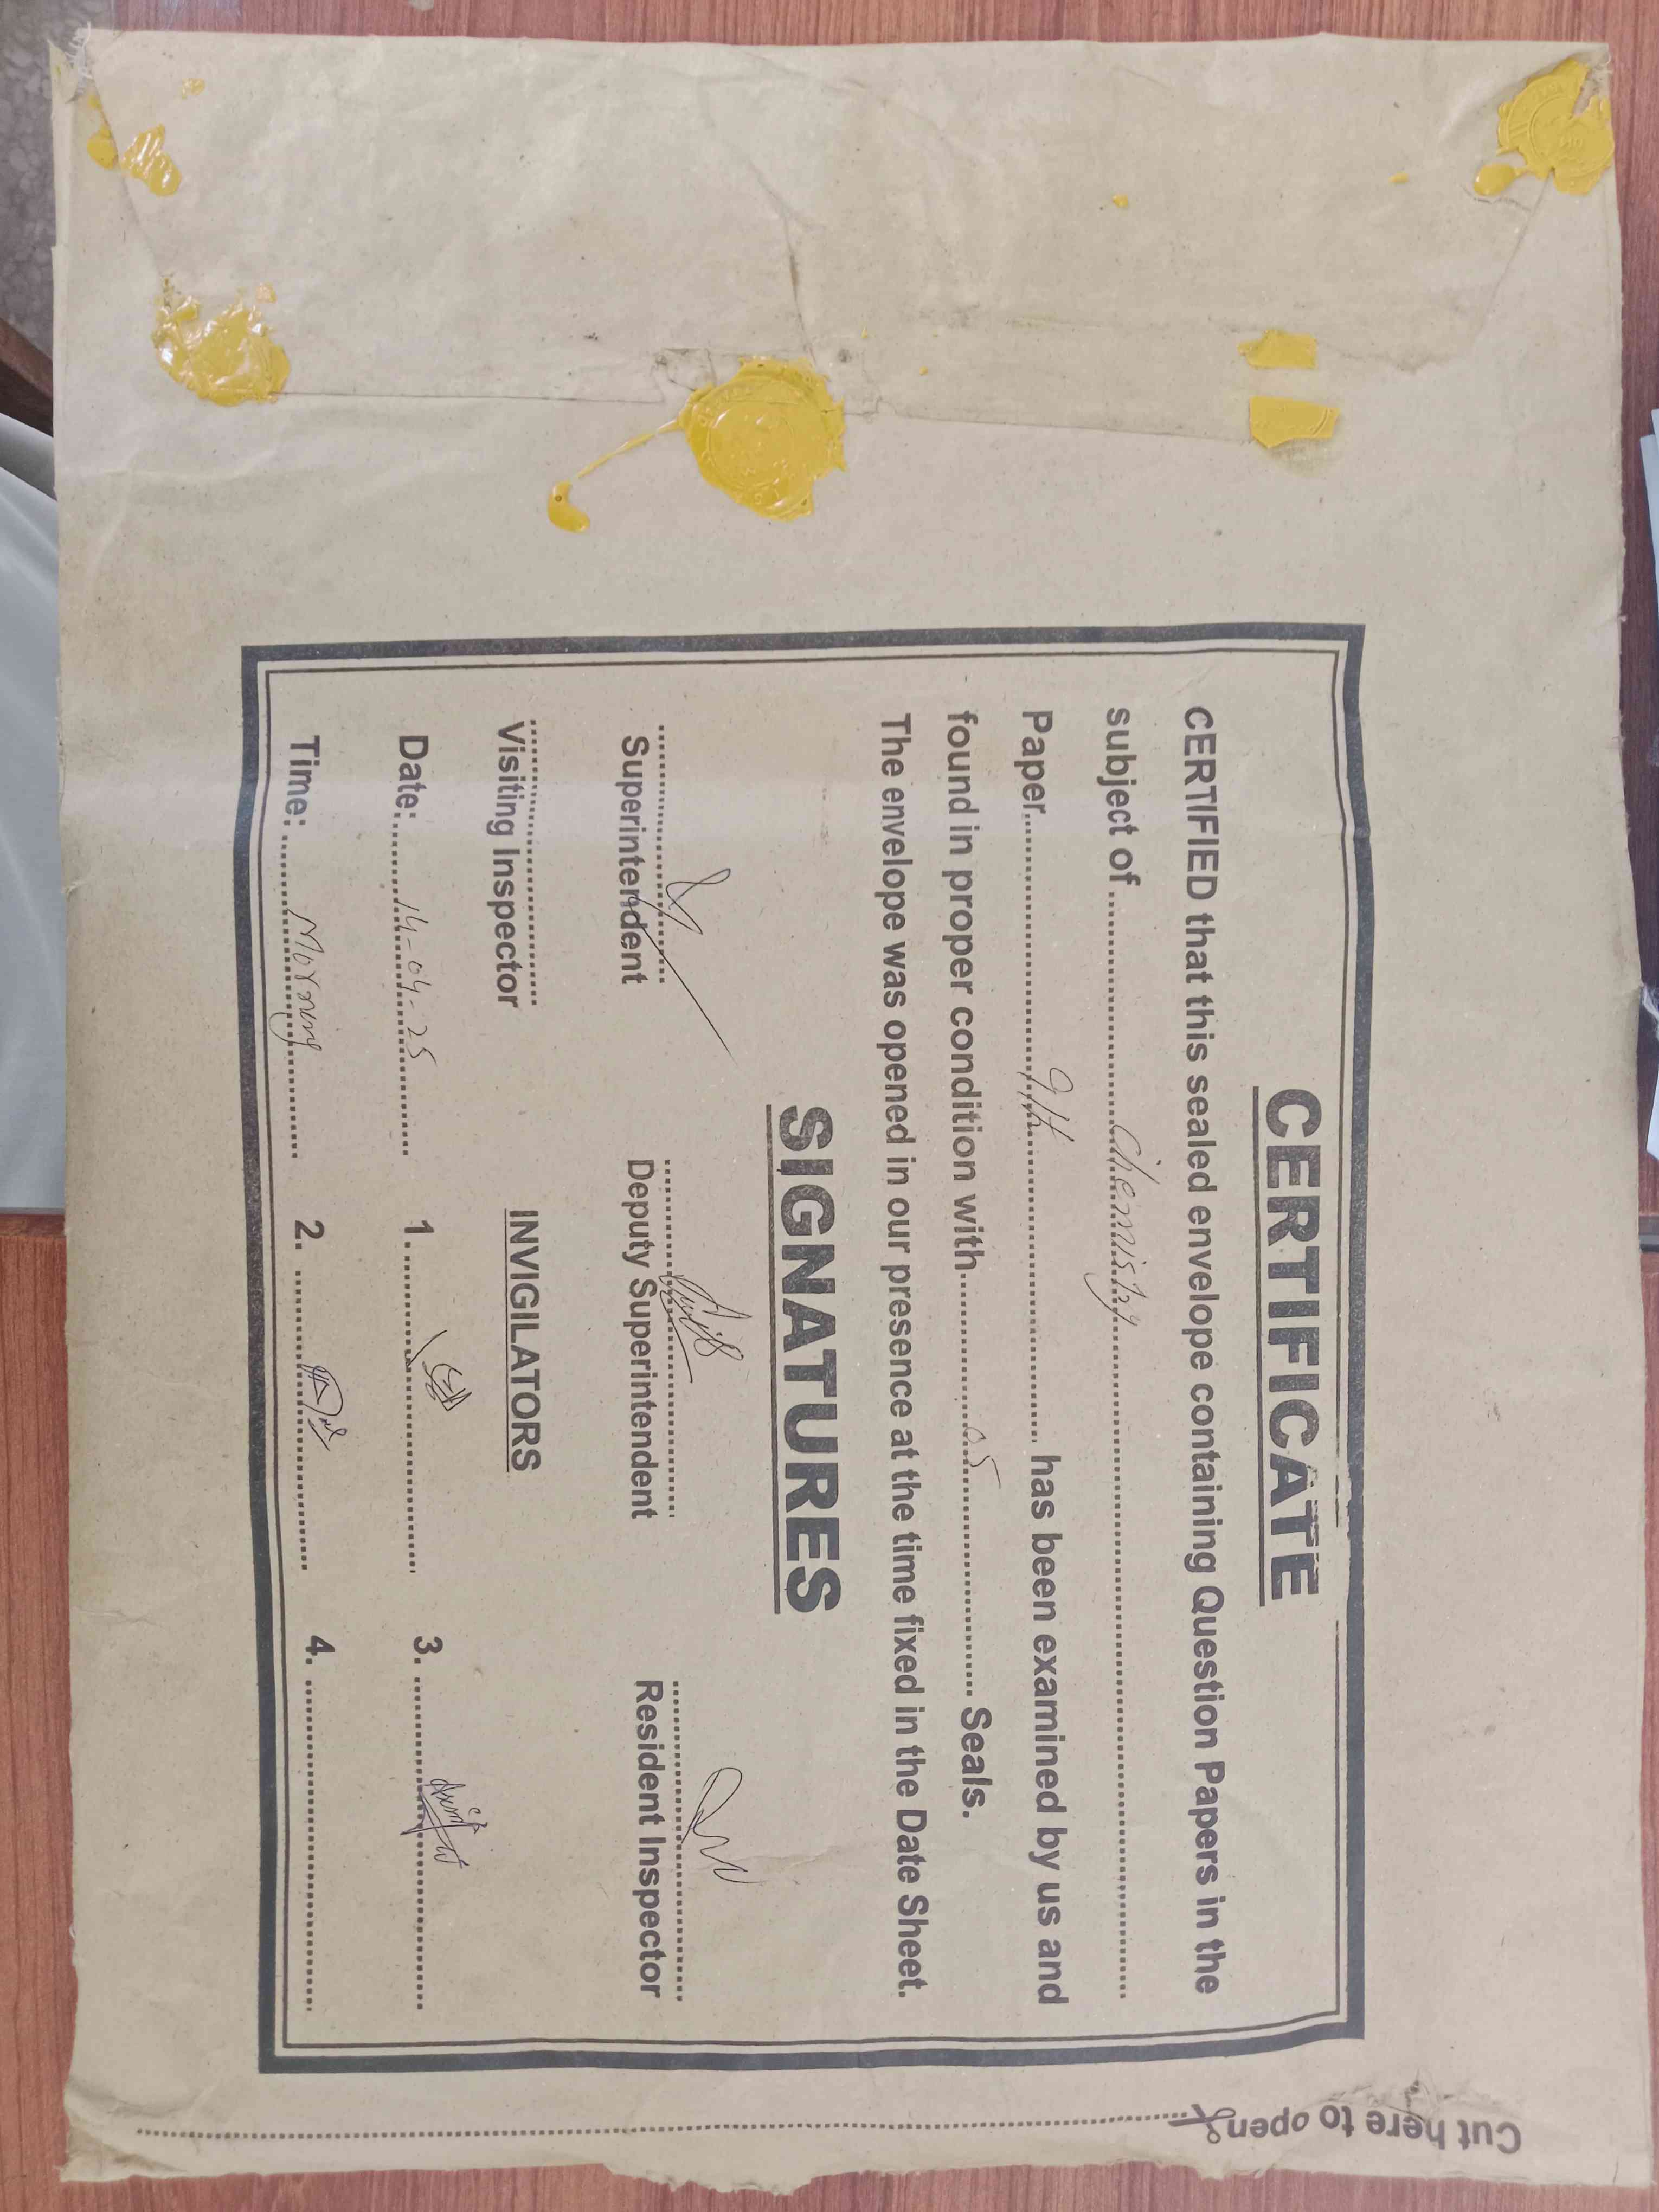 CERTIFICATE
CERTIFIED that this sealed envelope containing Question Papers in the
subject of Chemistry
Paper 9th has been examined by us and
found in proper condition with 05 Seals.
The envelope was opened in our presence at the time fixed in the Date Sheet.
SIGNATURES
Superintendent Deputy Superintendent Resident Inspector
Visiting Inspector INVIGILATORS
Date: 14-04-25 1. 3.
Time: Morning 2. 4.
Cut here to open